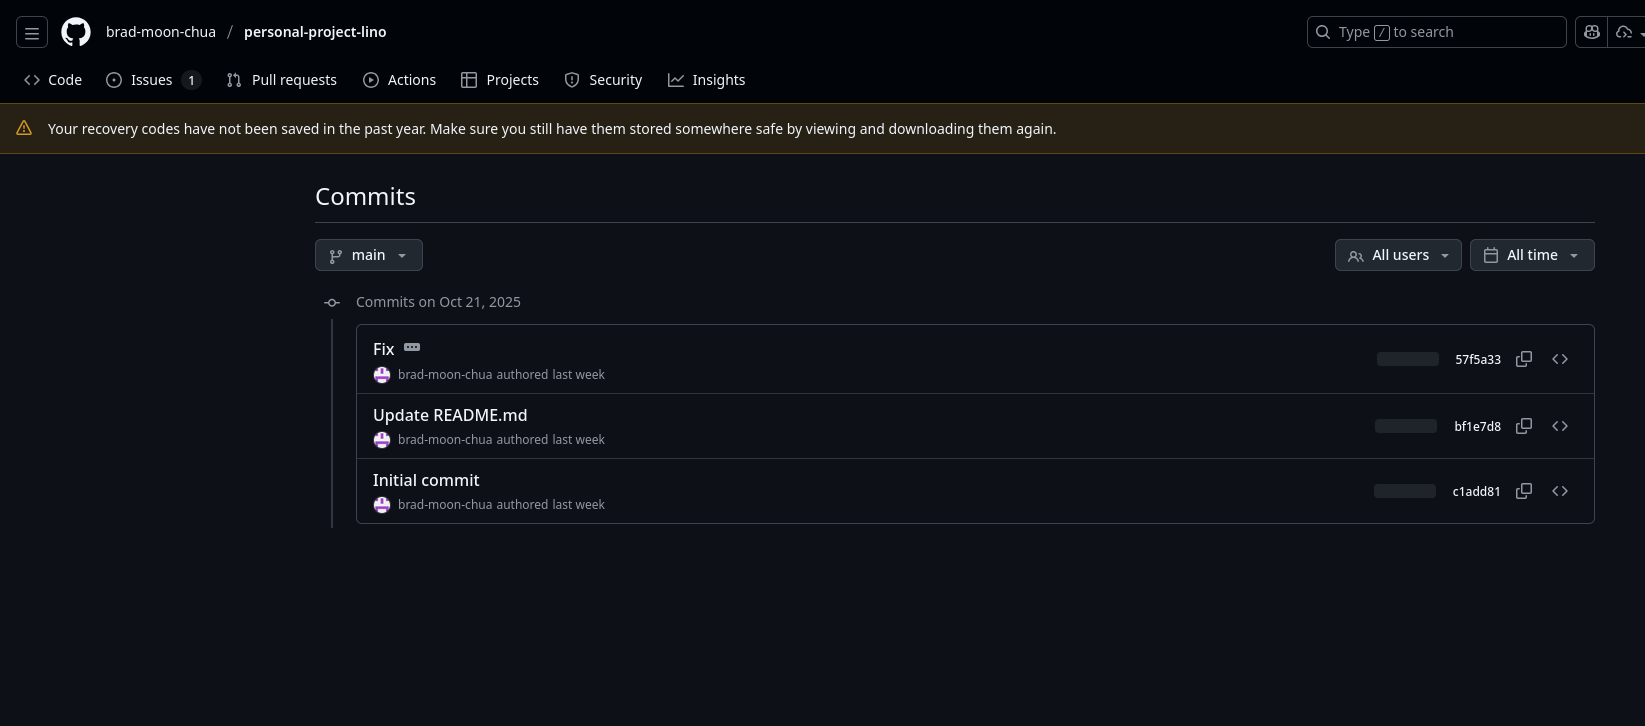 brad-moon-chua / personal-project-lino
Type / to search
Code Issues 1 Pull requests Actions Projects Security Insights
Your recovery codes have not been saved in the past year. Make sure you still have them stored somewhere safe by viewing and downloading them again.
Commits
main All users All time
Commits on Oct 21, 2025
Fix
brad-moon-chua authored last week
57f5a33
Update README.md
brad-moon-chua authored last week
bf1e7d8
Initial commit
brad-moon-chua authored last week
c1add81